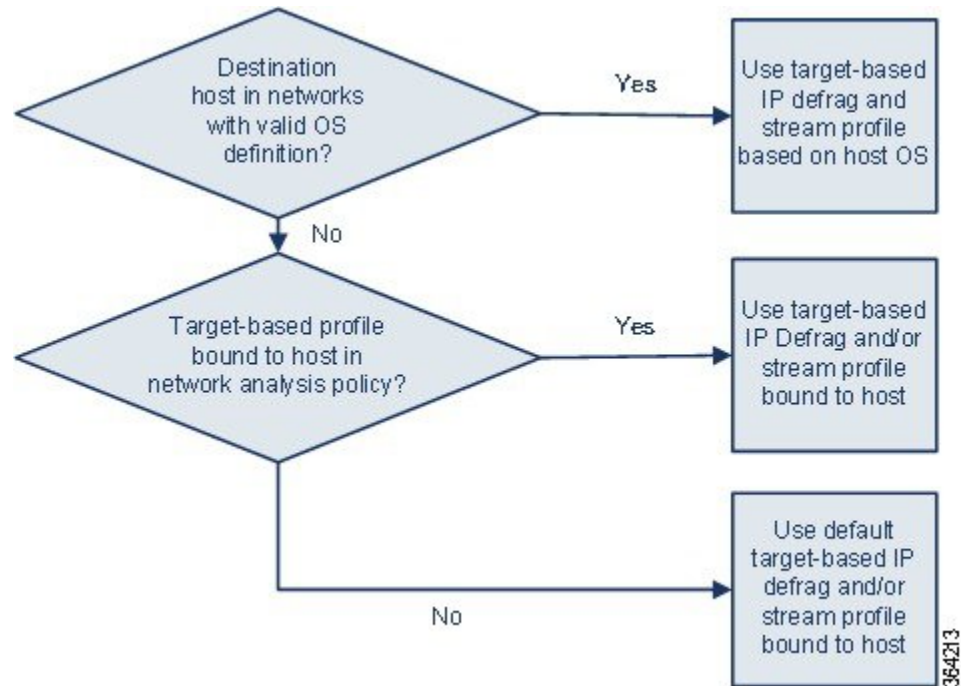 Destination
host in networks
with valid OS
definition?
Yes
Use target-based
IP defrag and
stream profile
based on host OS
No
Target-based profile
bound to host in
network analysis policy?
Yes
Use target-based
IP Defrag and/or
stream profile
bound to host
No
Use default
target-based IP
defrag and/or
stream profile
bound to host
364213